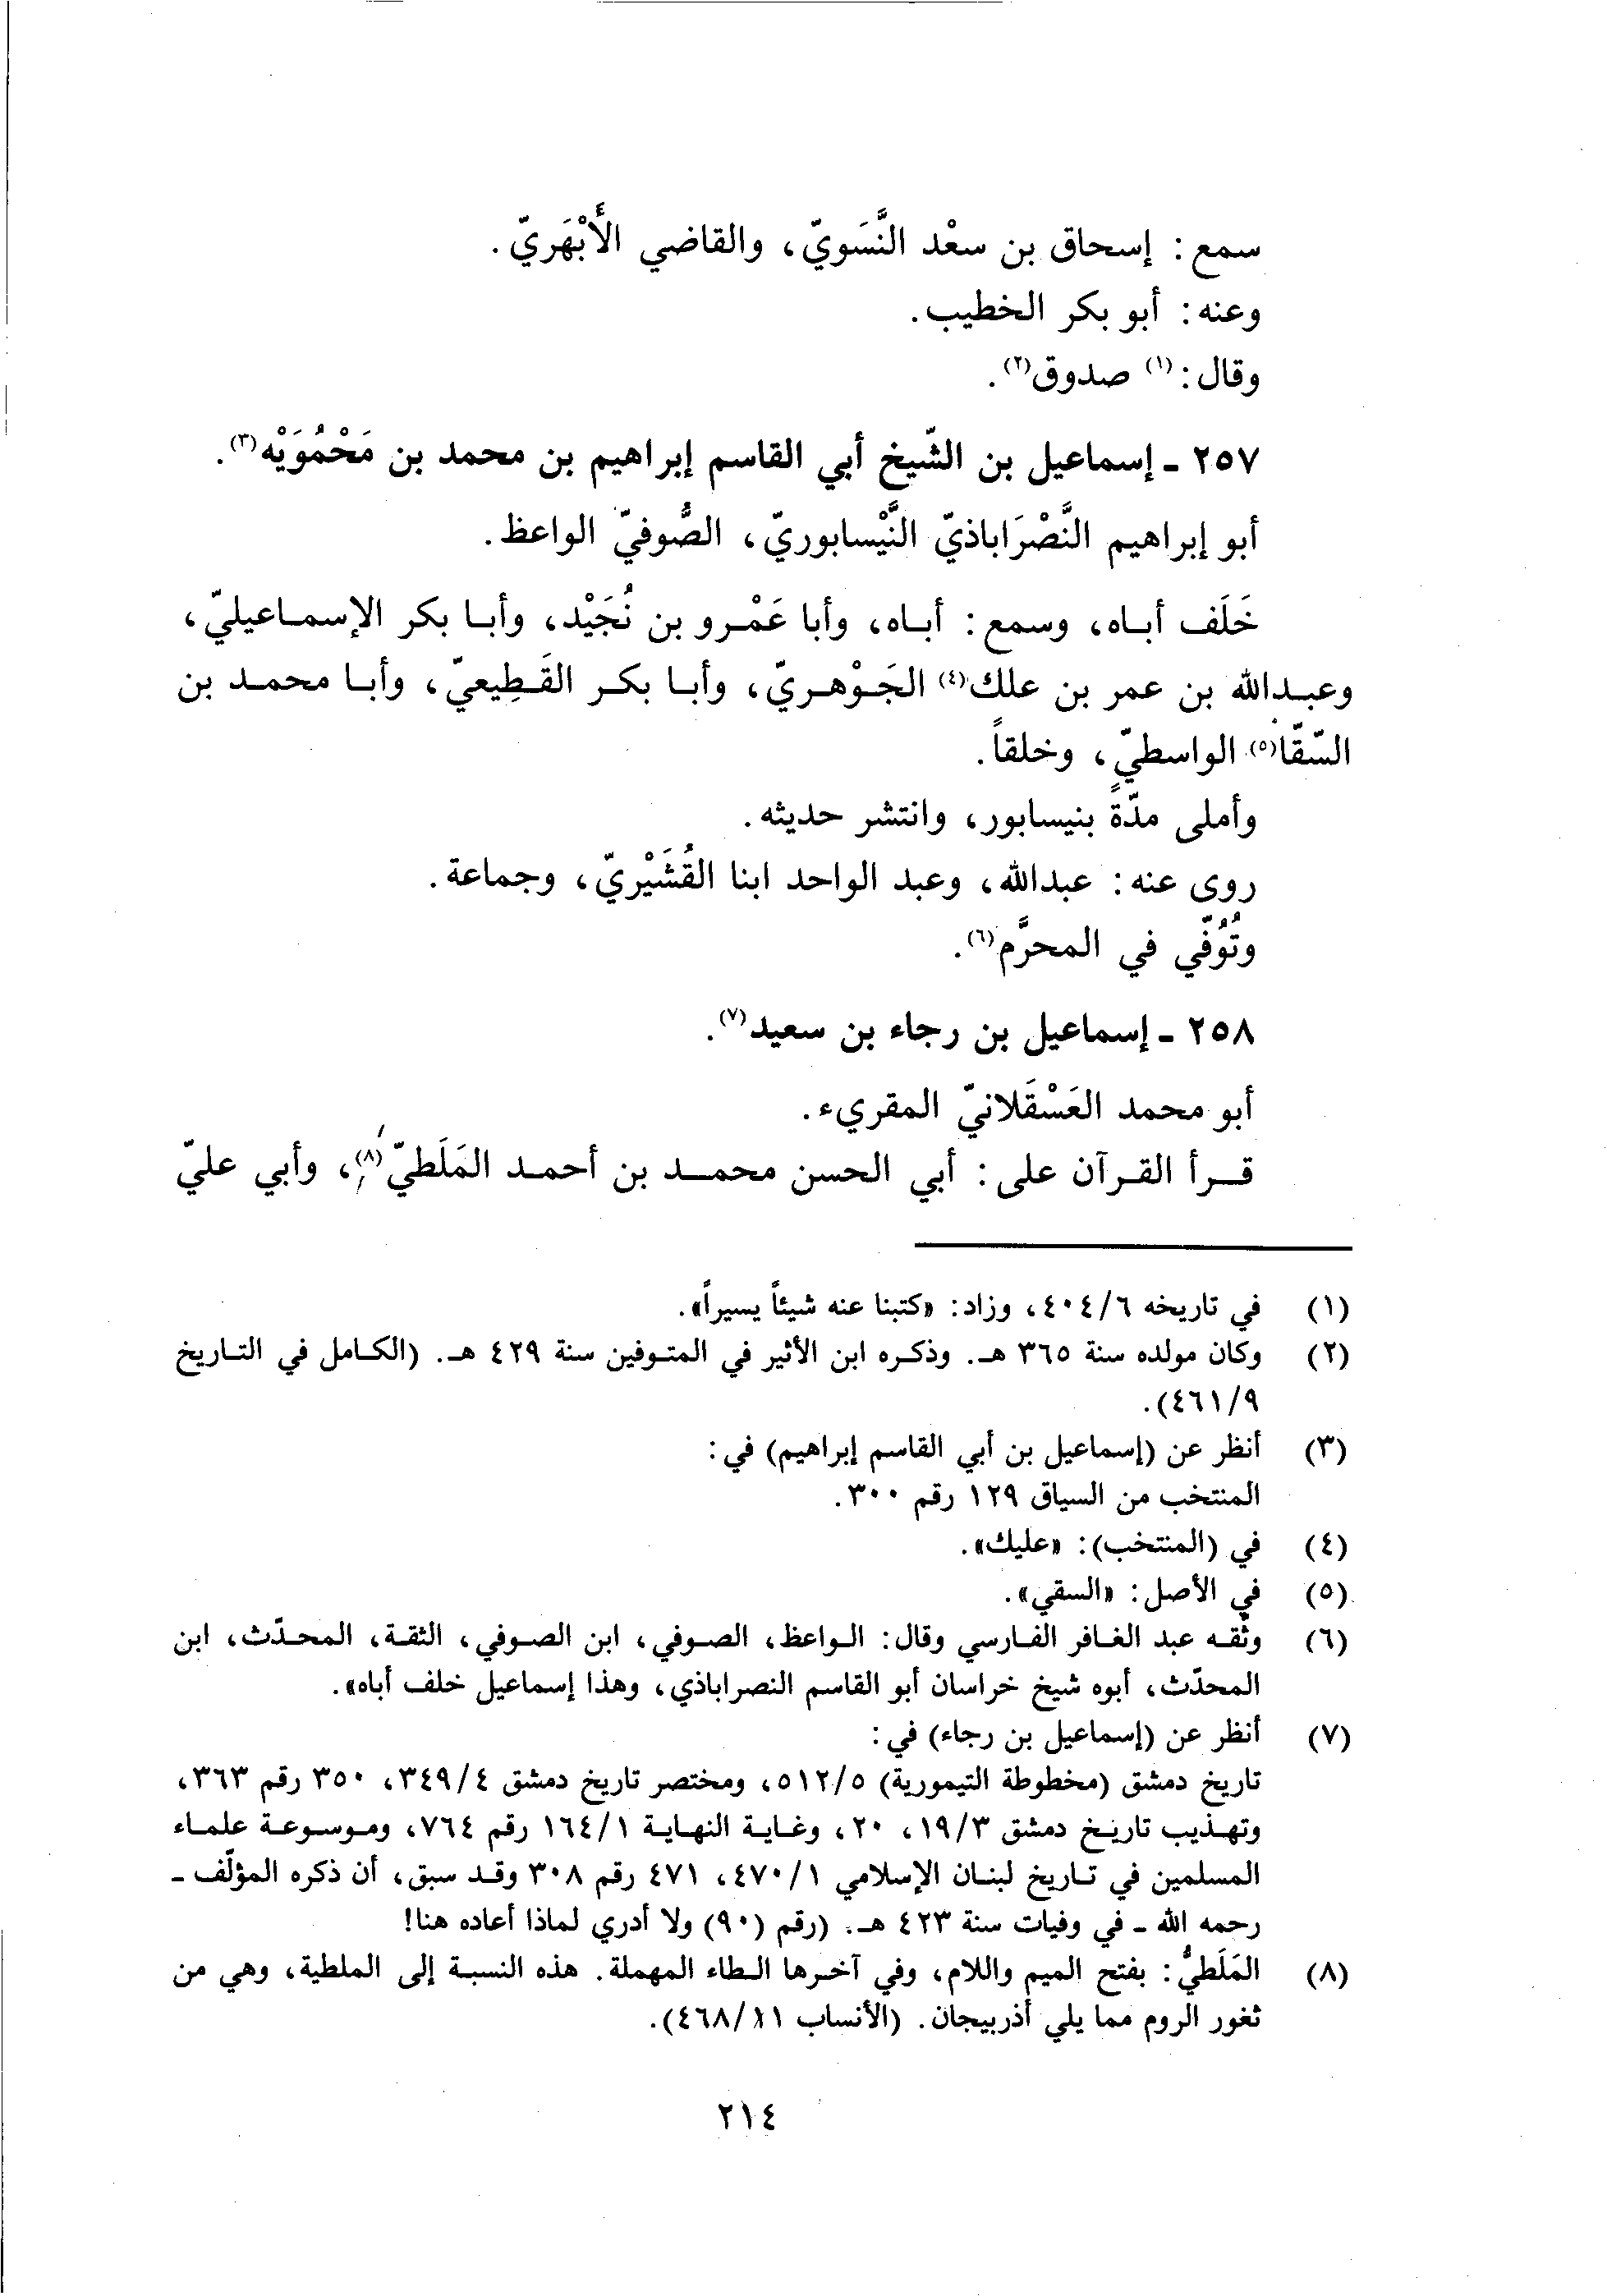 سمع: إسحاق بن سعْد النَّسَويّ، والقاضي الأَبْهَريّ.
وعنه: أبو بكر الخطيب.
وقال:(١) صدوق(٢).
٢٥٧ ـ إسماعيل بن الشّيخ أبي القاسم إبراهيم بن محمد بن مَحْمُوَيْه(٣).
أبو إبراهيم النَّصْرَاباذيّ النَّيْسابوريّ، الصُّوفيّ الواعظ.
خَلَف أباه، وسمع: أباه، وأبا عَمْرو بن نُجَيْد، وأبا بكر الإسماعيليّ،
وعبدالله بن عمر بن علك(٤) الجَوْهريّ، وأبا بكر القَطِيعيّ، وأبا محمد بن
السّقّا(٥) الواسطيّ، وخلقاً.
وأملى مدّةً بنيسابور، وانتشر حديثه.
روى عنه: عبدالله، وعبد الواحد ابنا القُشَيْريّ، وجماعة.
وتُوُفّي في المحرَّم(٦).
٢٥٨ ـ إسماعيل بن رجاء بن سعيد(٧).
أبو محمد العَسْقَلانيّ المقريء.
قرأ القرآن على: أبي الحسن محمد بن أحمد المَلَطيّ(٨)، وأبي عليّ
(١) في تاريخه ٤٠٤/٦، وزاد: «كتبنا عنه شيئاً يسيراً».
(٢) وكان مولده سنة ٣٦٥ هـ. وذكره ابن الأثير في المتوفين سنة ٤٢٩ هـ. (الكامل في التاريخ
٤٦١/٩).
(٣) أنظر عن (إسماعيل بن أبي القاسم إبراهيم) في:
المنتخب من السياق ١٢٩ رقم ٣٠٠.
(٤) في (المنتخب): «عليك».
(٥) في الأصل: «السقي».
(٦) وثّقه عبد الغافر الفارسي وقال: الواعظ، الصوفي، ابن الصوفي، الثقة، المحدّث، ابن
المحدّث، أبوه شيخ خراسان أبو القاسم النصراباذي، وهذا إسماعيل خلف أباه».
(٧) أنظر عن (إسماعيل بن رجاء) في:
تاريخ دمشق (مخطوطة التيمورية) ٥١٢/٥، ومختصر تاريخ دمشق ٣٤٩/٤، ٣٥٠ رقم ٣٦٣،
وتهذيب تاريخ دمشق ١٩/٣، ٢٠، وغاية النهاية ١٦٤/١ رقم ٧٦٤، وموسوعة علماء
المسلمين في تاريخ لبنان الإسلامي ٤٧٠/١، ٤٧١ رقم ٣٠٨ وقد سبق، أن ذكره المؤلّف ـ
رحمه الله ـ في وفيات سنة ٤٢٣ هـ. (رقم (٩٠) ولا أدري لماذا أعاده هنا!
(٨) المَلَطيُّ: بفتح الميم واللام، وفي آخرها الطاء المهملة. هذه النسبة إلى الملطية، وهي من
ثغور الروم مما يلي أذربيجان. (الأنساب ٤٦٨/١١).
٢١٤